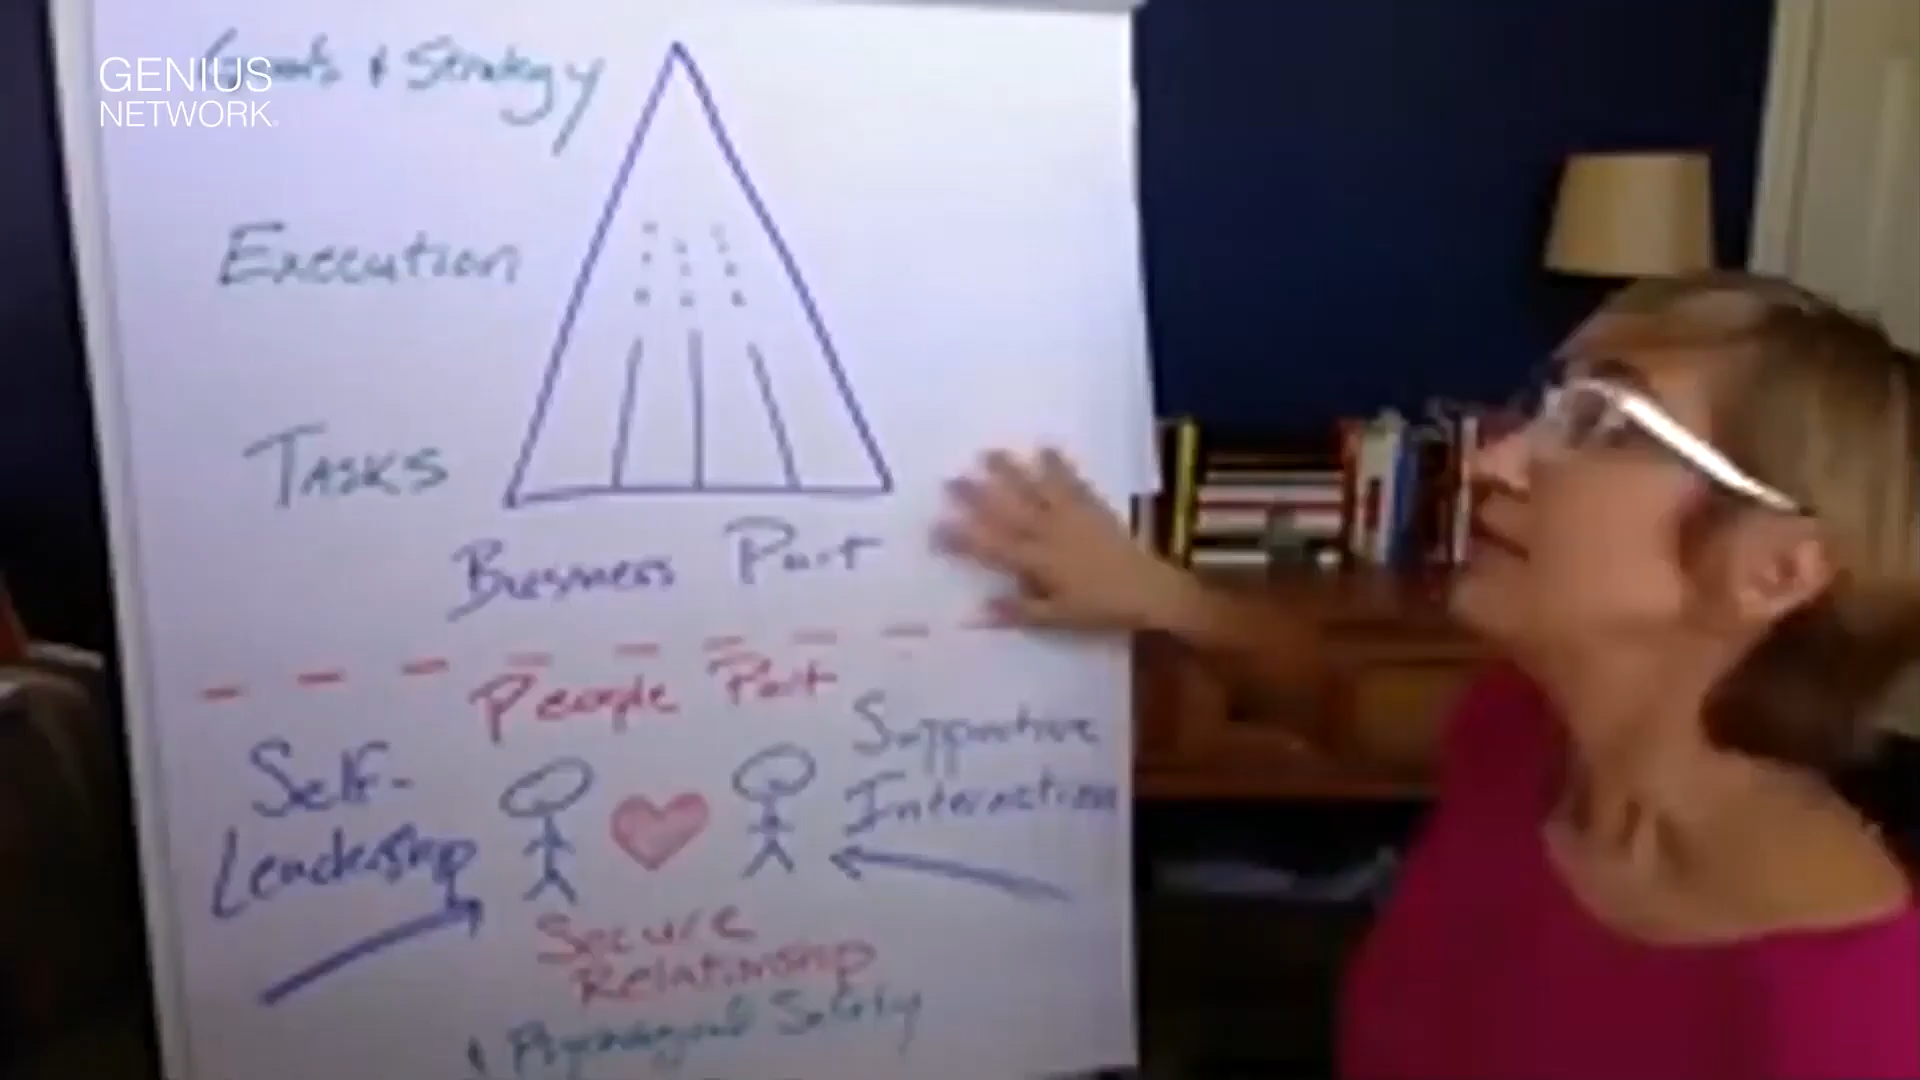 GENIUS
NETWORK.
Goals & Strategy
Execution
Tasks
Business Part
People Part
Self-
Leadership
Supportive
Interaction
Secure
Relationship
& Psychological Safety